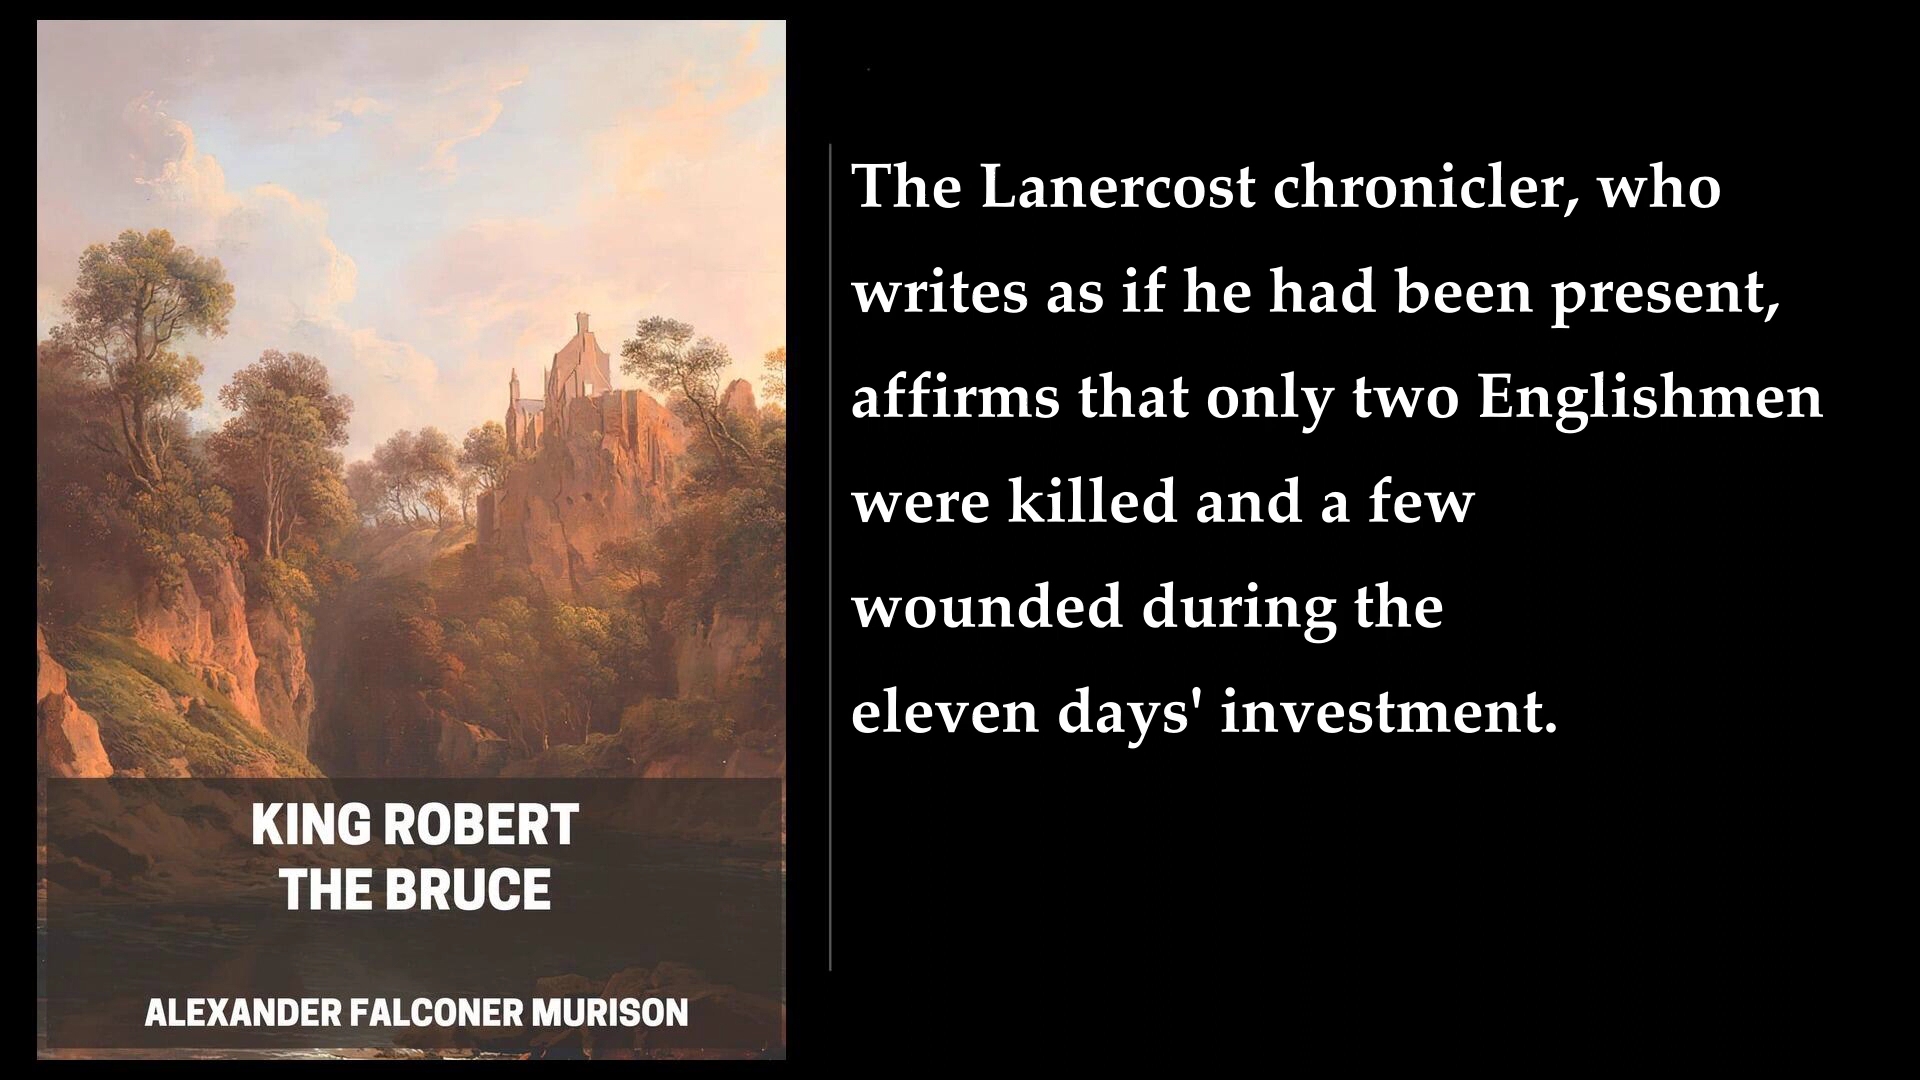 KING ROBERT
THE BRUCE
ALEXANDER FALCONER MURISON
The Lanercost chronicler, who
writes as if he had been present,
affirms that only two Englishmen
were killed and a few
wounded during the
eleven days' investment.